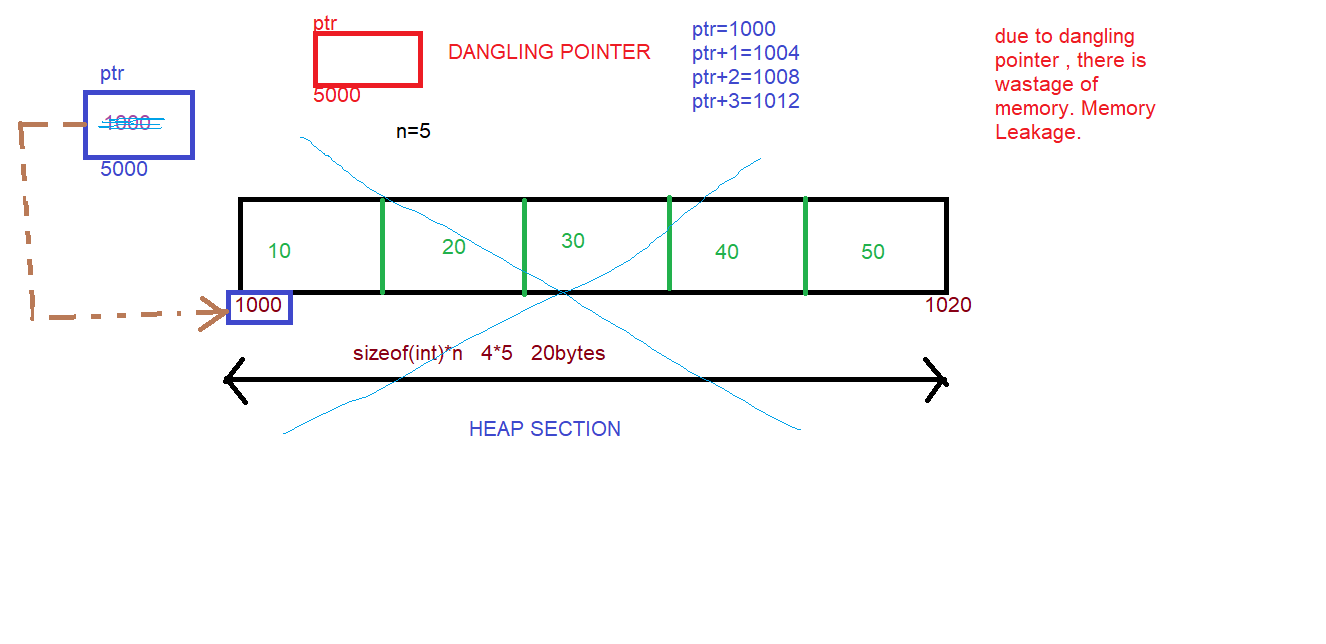 ptr
DANGLING POINTER
5000
ptr=1000
ptr+1=1004
ptr+2=1008
ptr+3=1012
due to dangling
pointer , there is
wastage of
memory. Memory
Leakage.
ptr
1000
5000
n=5
10
20
30
40
50
1000
1020
sizeof(int)*n 4*5 20bytes
HEAP SECTION